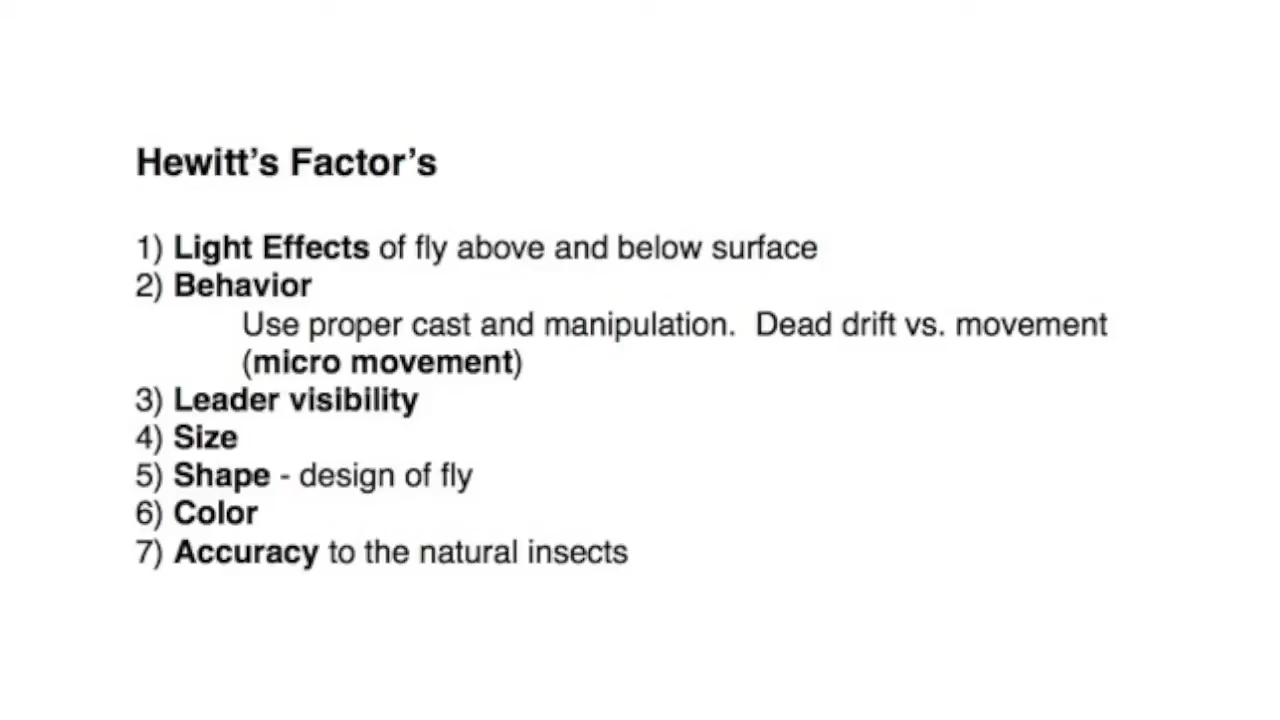 Hewitt’s Factor’s
1) Light Effects of fly above and below surface
2) Behavior
Use proper cast and manipulation.  Dead drift vs. movement
(micro movement)
3) Leader visibility
4) Size
5) Shape - design of fly
6) Color
7) Accuracy to the natural insects